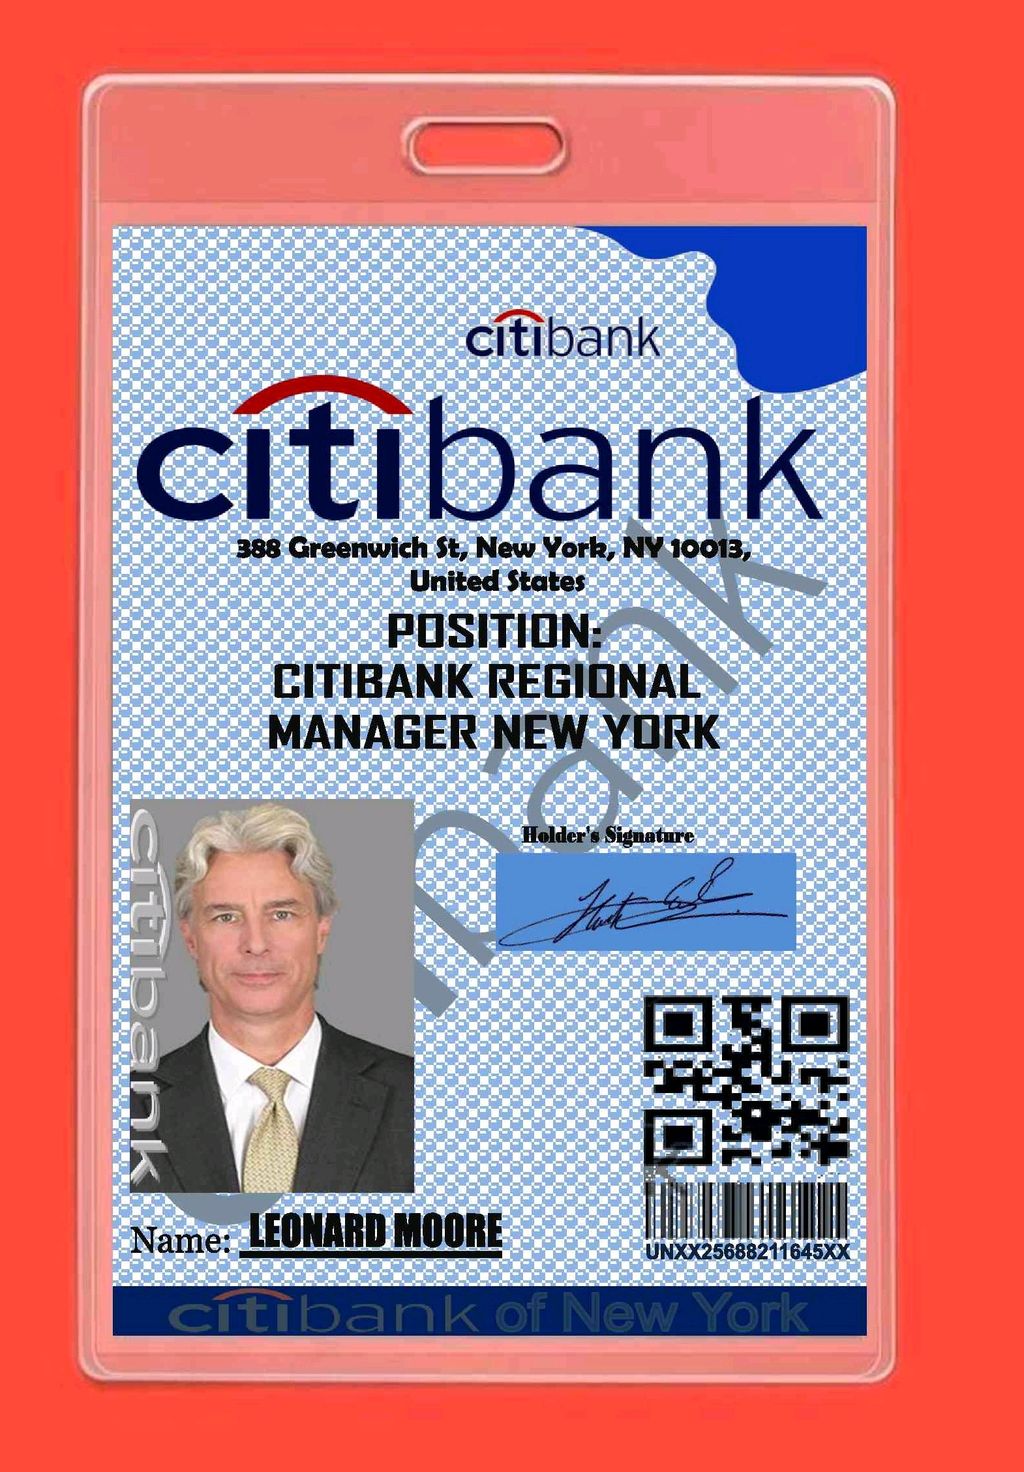 citibank
citibank
388 Greenwich St, New York, NY 10013,
United States
POSITION:
CITIBANK REGIONAL
MANAGER NEW YORK
Holder's Signature
citibank
Name: LEONARD MOORE
UNXX25688211645XX
citibank of New York